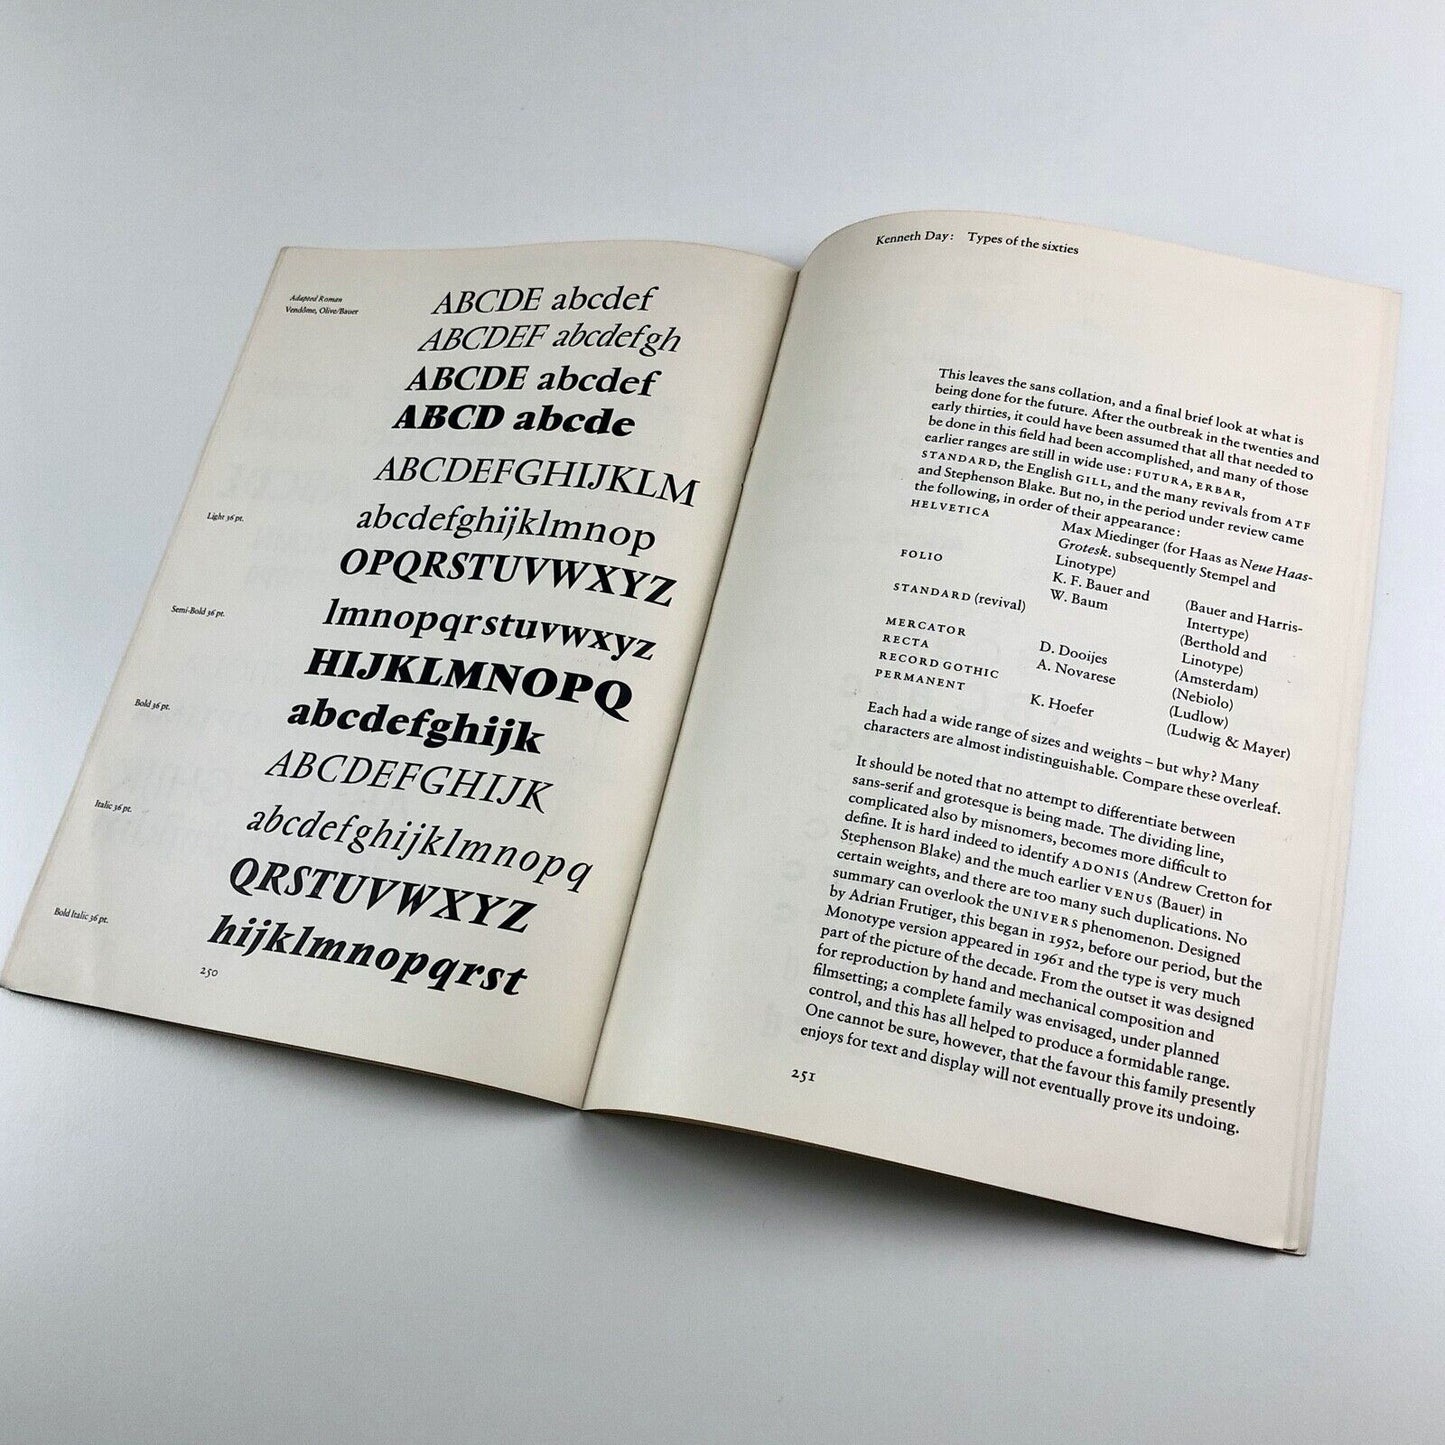 Adapted Roman
Vendôme, Olive/Bauer
ABCDE abcdef
ABCDEF abcdefgh
ABCDE abcdef
ABCD abcde
ABCDEFGHIJKLM
Light 36 pt.
abcdefghijklmnop
OPQRSTUVWXYZ
Semi-Bold 36 pt.
lmnopqrstuvwxyz
HIJKLMNOPQ
Bold 36 pt.
abcdefghijk
ABCDEFGHIJK
Italic 36 pt.
abcdefghijklmnopq
QRSTUVWXYZ
Bold Italic 36 pt.
hijklmnopqrst
250
Kenneth Day: Types of the sixties
This leaves the sans collation, and a final brief look at what is
being done for the future. After the outbreak in the twenties and
early thirties, it could have been assumed that all that needed to
be done in this field had been accomplished, and many of those
earlier ranges are still in wide use: FUTURA, ERBAR,
STANDARD, the English GILL, and the many revivals from ATF
and Stephenson Blake. But no, in the period under review came
the following, in order of their appearance:
HELVETICA Max Miedinger (for Haas as Neue Haas-
Grotesk. subsequently Stempel and
Linotype)
FOLIO K. F. Bauer and
W. Baum (Bauer and Harris-
Intertype)
STANDARD (revival) (Berthold and
Linotype)
MERCATOR D. Dooijes (Amsterdam)
RECTA A. Novarese (Nebiolo)
RECORD GOTHIC (Ludlow)
PERMANENT K. Hoefer (Ludwig & Mayer)
Each had a wide range of sizes and weights – but why? Many
characters are almost indistinguishable. Compare these overleaf.
It should be noted that no attempt to differentiate between
sans-serif and grotesque is being made. The dividing line,
complicated also by misnomers, becomes more difficult to
define. It is hard indeed to identify ADONIS (Andrew Cretton for
Stephenson Blake) and the much earlier VENUS (Bauer) in
certain weights, and there are too many such duplications. No
summary can overlook the UNIVERS phenomenon. Designed
by Adrian Frutiger, this began in 1952, before our period, but the
Monotype version appeared in 1961 and the type is very much
part of the picture of the decade. From the outset it was designed
for reproduction by hand and mechanical composition and
filmsetting; a complete family was envisaged, under planned
control, and this has all helped to produce a formidable range.
One cannot be sure, however, that the favour this family presently
enjoys for text and display will not eventually prove its undoing.
251